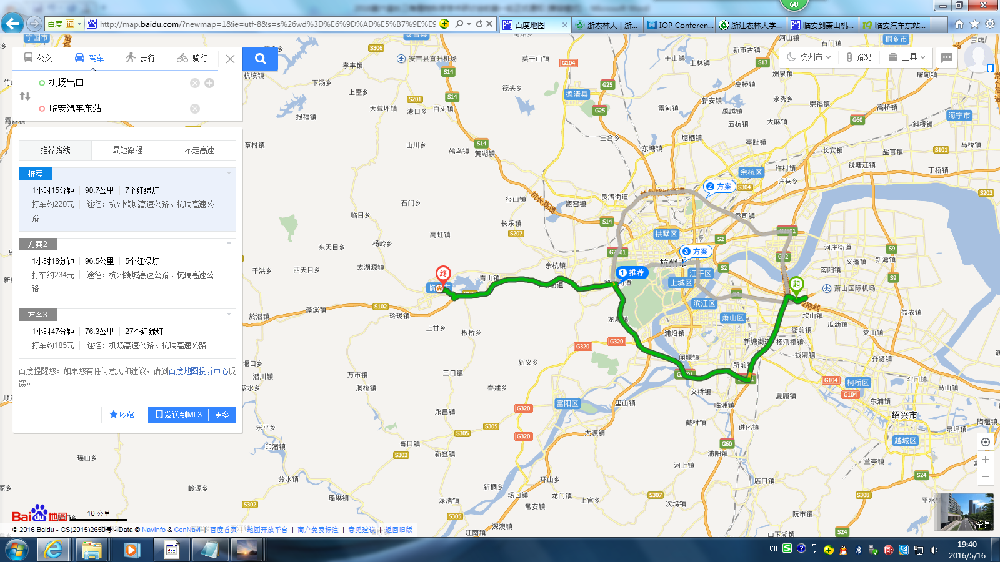 68
百度 证
http://map.baidu.com/?newmap=1&ie=utf-8&s=s%26wd%3D%E6%9D%AD%E5%B7%9E%E9
百度地图
浙农林大 | 浙...
IOP Conferen...
浙江农林大学...
临安到萧山机...
临安汽车东站...
公交
驾车
步行
骑行
机场出口
临安汽车东站
推荐路线
最短路程
不走高速
推荐
1小时15分钟 | 90.7公里 | 7个红绿灯
打车约220元 | 途径：杭州绕城高速公路、杭瑞高速公
路
方案2
1小时18分钟 | 96.5公里 | 5个红绿灯
打车约234元 | 途径：杭州绕城高速公路、杭瑞高速公
路
方案3
1小时47分钟 | 76.3公里 | 27个红绿灯
打车约185元 | 途径：机场高速公路、杭瑞高速公路
百度提醒您：如果您有任何意见和建议，请到百度地图投诉中心反
馈。
收藏
发送到MI 3 | 更多
杭州市
路况
工具
宁国市
S306
安吉县直升机场
莫干山镇
G104
干山镇
士林镇
新市古镇
河山镇
石门镇
桐乡市
S13
洲泉镇
屠甸镇
孝丰镇
S14
杭垓镇
下汤乡
上墅乡
S201
港口乡
S14
百丈镇
天荒坪镇
筏头乡
德清县
G25
G25
雷甸镇
新安镇
禹越镇
五杭镇
高桥镇
永秀乡
崇福镇
大麻镇
G60
高桥镇
斜桥镇
海宁市
报福镇
章村镇
山川乡
鸬鸟镇
黄湖镇
S14
三合乡
东塘镇
塘栖镇
亭趾镇
长安镇
盐官镇
马桥镇
S101
钱塘江镇
丁桥镇
余杭区
许村镇
许巷乡
S304
S203
石门乡
临目乡
径山镇
瓶窑镇
良渚街道
杭长高速
长乐镇
S207
S14
乔司镇
方案
拱墅区
S2
高虹镇
杨岭乡
东天目乡
河庄镇
义蓬镇
S9
新湾镇
方案
杭州市
S2
江干区
上城区
推荐
余杭镇
青山镇
千洪乡
西天目乡
太湖源镇
终
起
南阳镇
S9
萧山国际机场
滨江区
萧山区
益农镇
坎山镇
瓜沥镇
衙前镇
党山镇
於潜镇
藻溪镇
S102
玲珑镇
上甘乡
板桥乡
浦沿镇
G320
G320
新塘街道
杨汛桥镇
钱清镇
齐贤镇
闻堰镇
所前镇
斗门镇
马山镇
G104
柯桥区
G104
新义乡
三口镇
万市镇
洞桥镇
春建乡
潜川镇
义桥镇
夏履镇
东浦镇
临浦镇
绍兴市
陶堰镇
皋埠镇
越城区
富阳区
里山镇
G320
永昌镇
戴村镇
进化镇
S305
S305
大源镇
G320
G60
浦阳镇
乐平乡
印渚镇
胥口镇
S302
新登镇
河上镇
兰亭镇
S24
瑶山乡
分水镇
岭源乡
瑶琳镇
新桐乡
环山乡
场口镇
龙门镇
上官乡
常安镇
渌渚镇
S302
S305
S307
次坞镇
店口镇
S308
平水镇
阮市镇
江南镇
深澳镇
山下湖镇
S24
全景
Bai du 地图
10 公里
© 2016 Baidu - GS(2015)2650号 - Data © NavInfo & CenNavi | 百度首页 | 地图开放平台 | 商户免费标注 | 意见建议 | 返回旧版
CH
19:40
2016/5/16